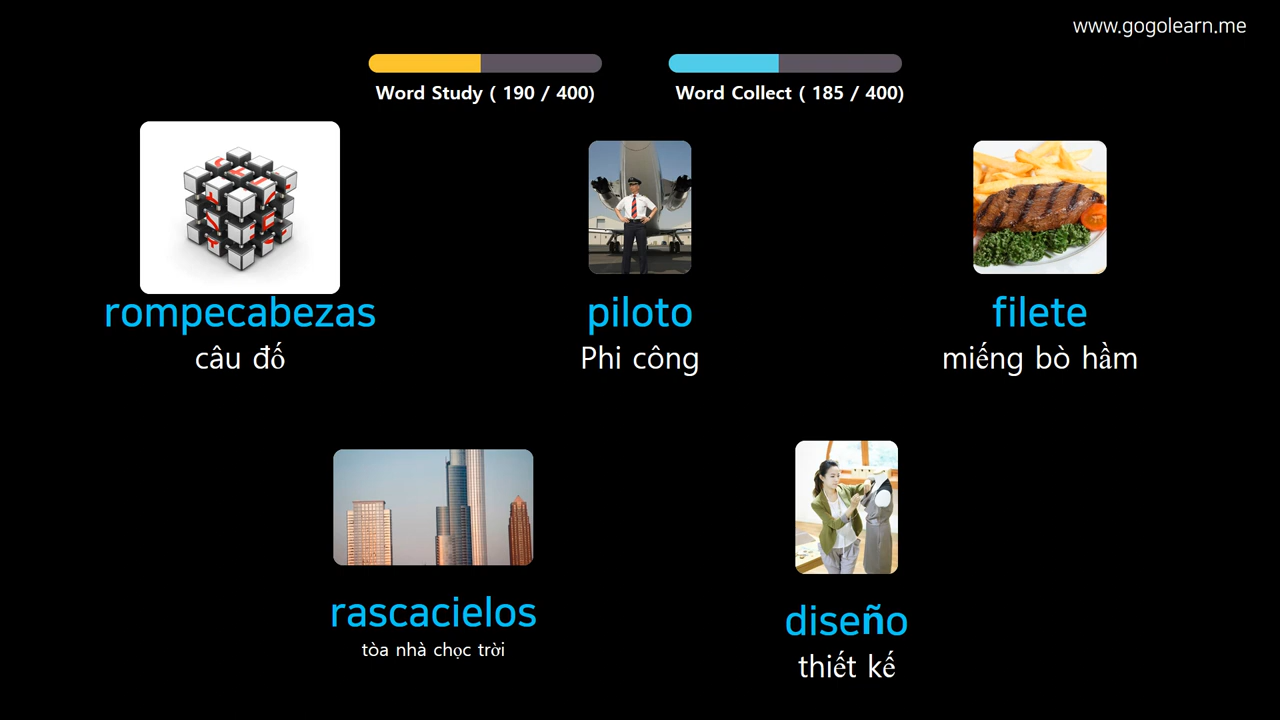 www.gogolearn.me
Word Study ( 190 / 400)
Word Collect ( 185 / 400)
rompecabezas
câu đố
piloto
Phi công
filete
miếng bò hầm
rascacielos
tòa nhà chọc trời
diseño
thiết kế